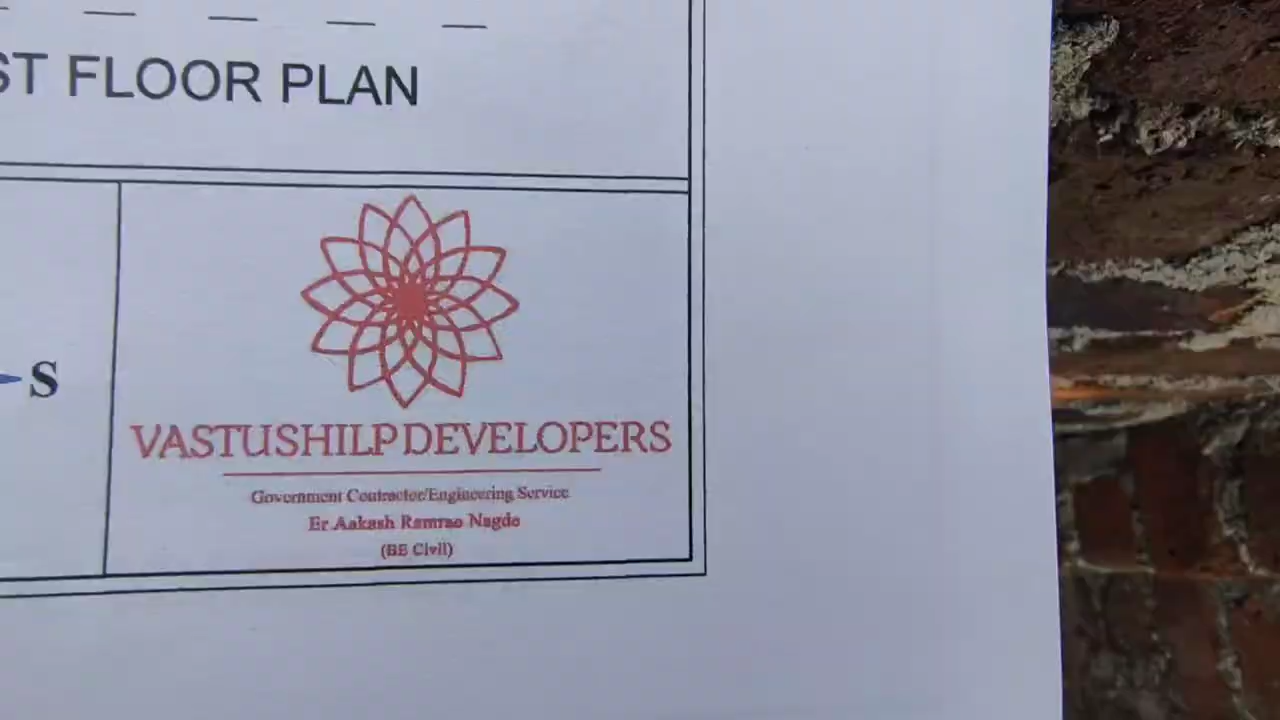 ST FLOOR PLAN
S
VASTUSHILP DEVELOPERS
Government Contractor/Engineering Service
Er Aakash Ramrao Nagde
(BE Civil)